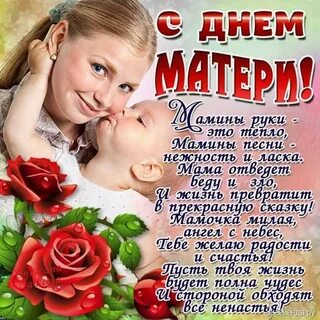 С ДНЕМ
МАТЕРИ!
Мамины руки -
это тепло,
Мамины песни -
нежность и ласка.
Мама отведет
беду и зло,
И жизнь превратит
в прекрасную сказку!
Мамочка милая,
ангел с небес,
Тебе желаю радости
и счастья!
Пусть твоя жизнь
будет полна чудес
И стороной обходят
все ненастья!